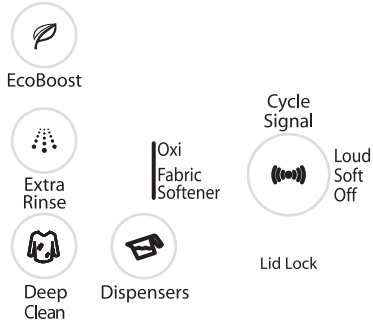 EcoBoost
Cycle
Signal
Extra
Rinse
Oxi
Fabric
Softener
Loud
Soft
Off
Deep
Clean
Dispensers
Lid Lock